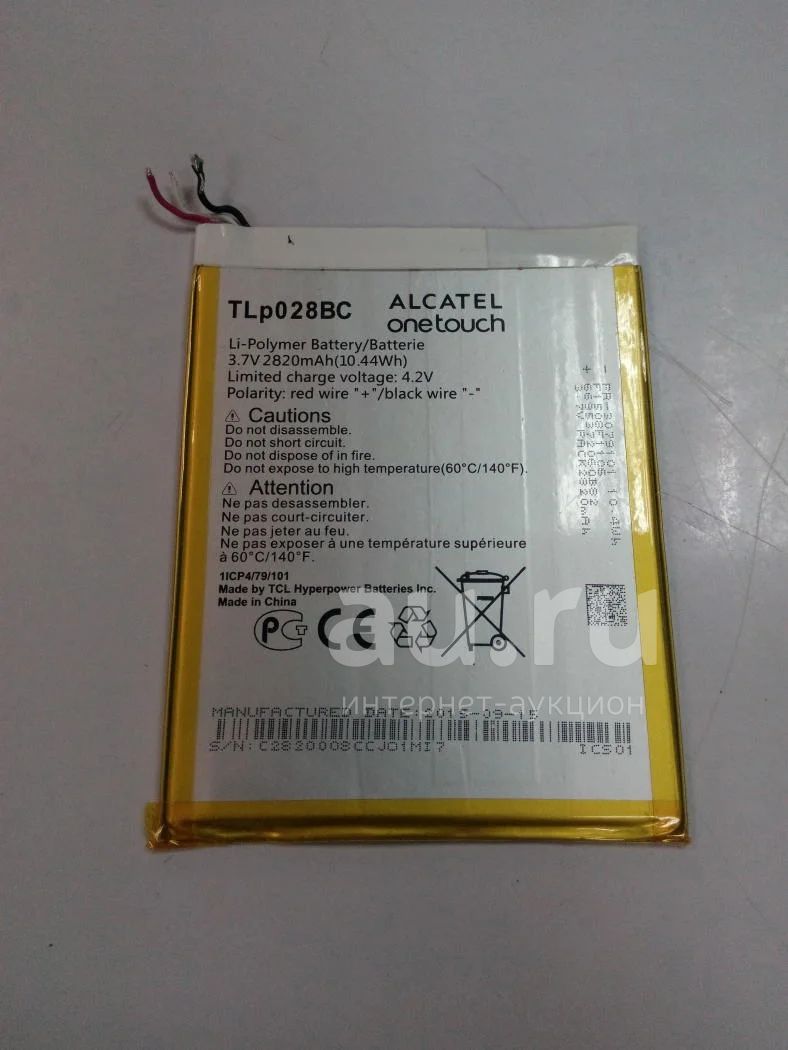 TLp028BC
ALCATEL
onetouch
Li-Polymer Battery/Batterie
3.7V 2820mAh(10.44Wh)
Limited charge voltage: 4.2V
Polarity: red wire "+"/black wire "-"
Cautions
Do not disassemble.
Do not short circuit.
Do not dispose of in fire.
Do not expose to high temperature(60°C/140°F).
Attention
Ne pas desassembler.
Ne pas court-circuiter.
Ne pas jeter au feu.
Ne pas exposer à une température supérieure
à 60°C/140°F.
1ICP4/79/101
Made by TCL Hyperpower Batteries Inc.
Made in China
+ -
10.4Wh
CE
au.ru
интернет-аукцион
MANUFACTURED DATE:2015-09-15
S/N: C2820008CCJ01MI7
ICS01